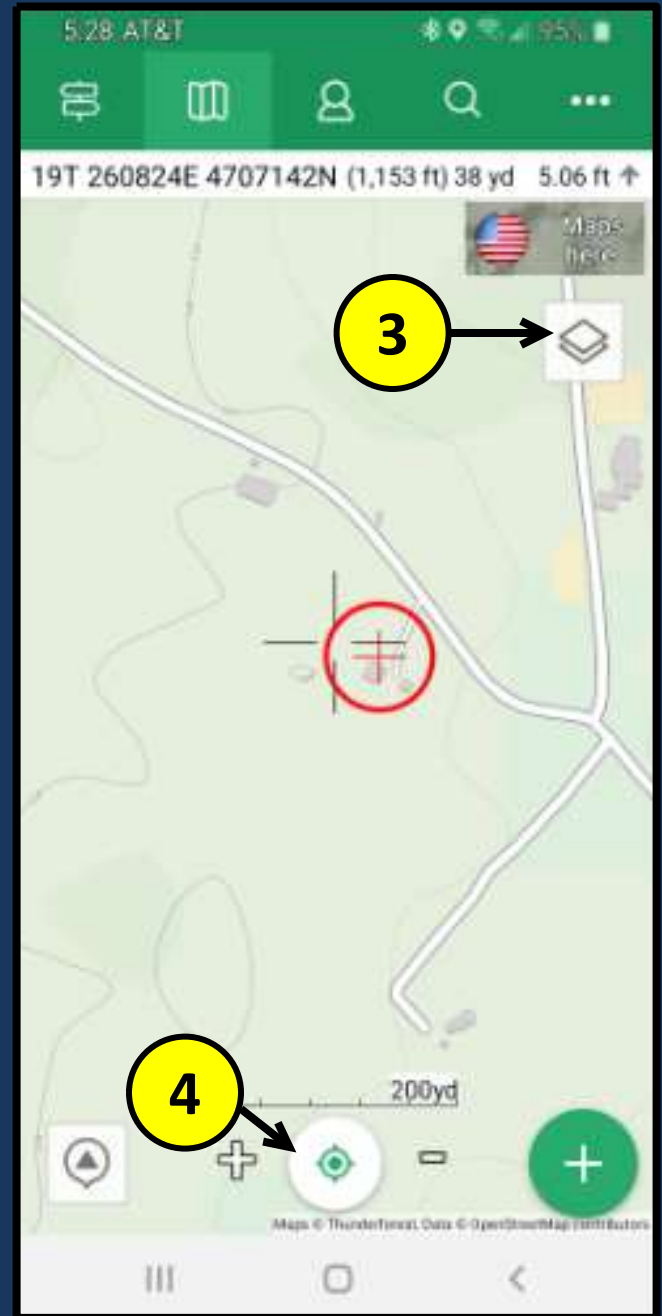 5:28 AT&T 95%
19T 260824E 4707142N (1,153 ft) 38 yd 5.06 ft ↑
Maps
here
3
200yd
4
Maps © Thunderforest, Data © OpenStreetMap contributors